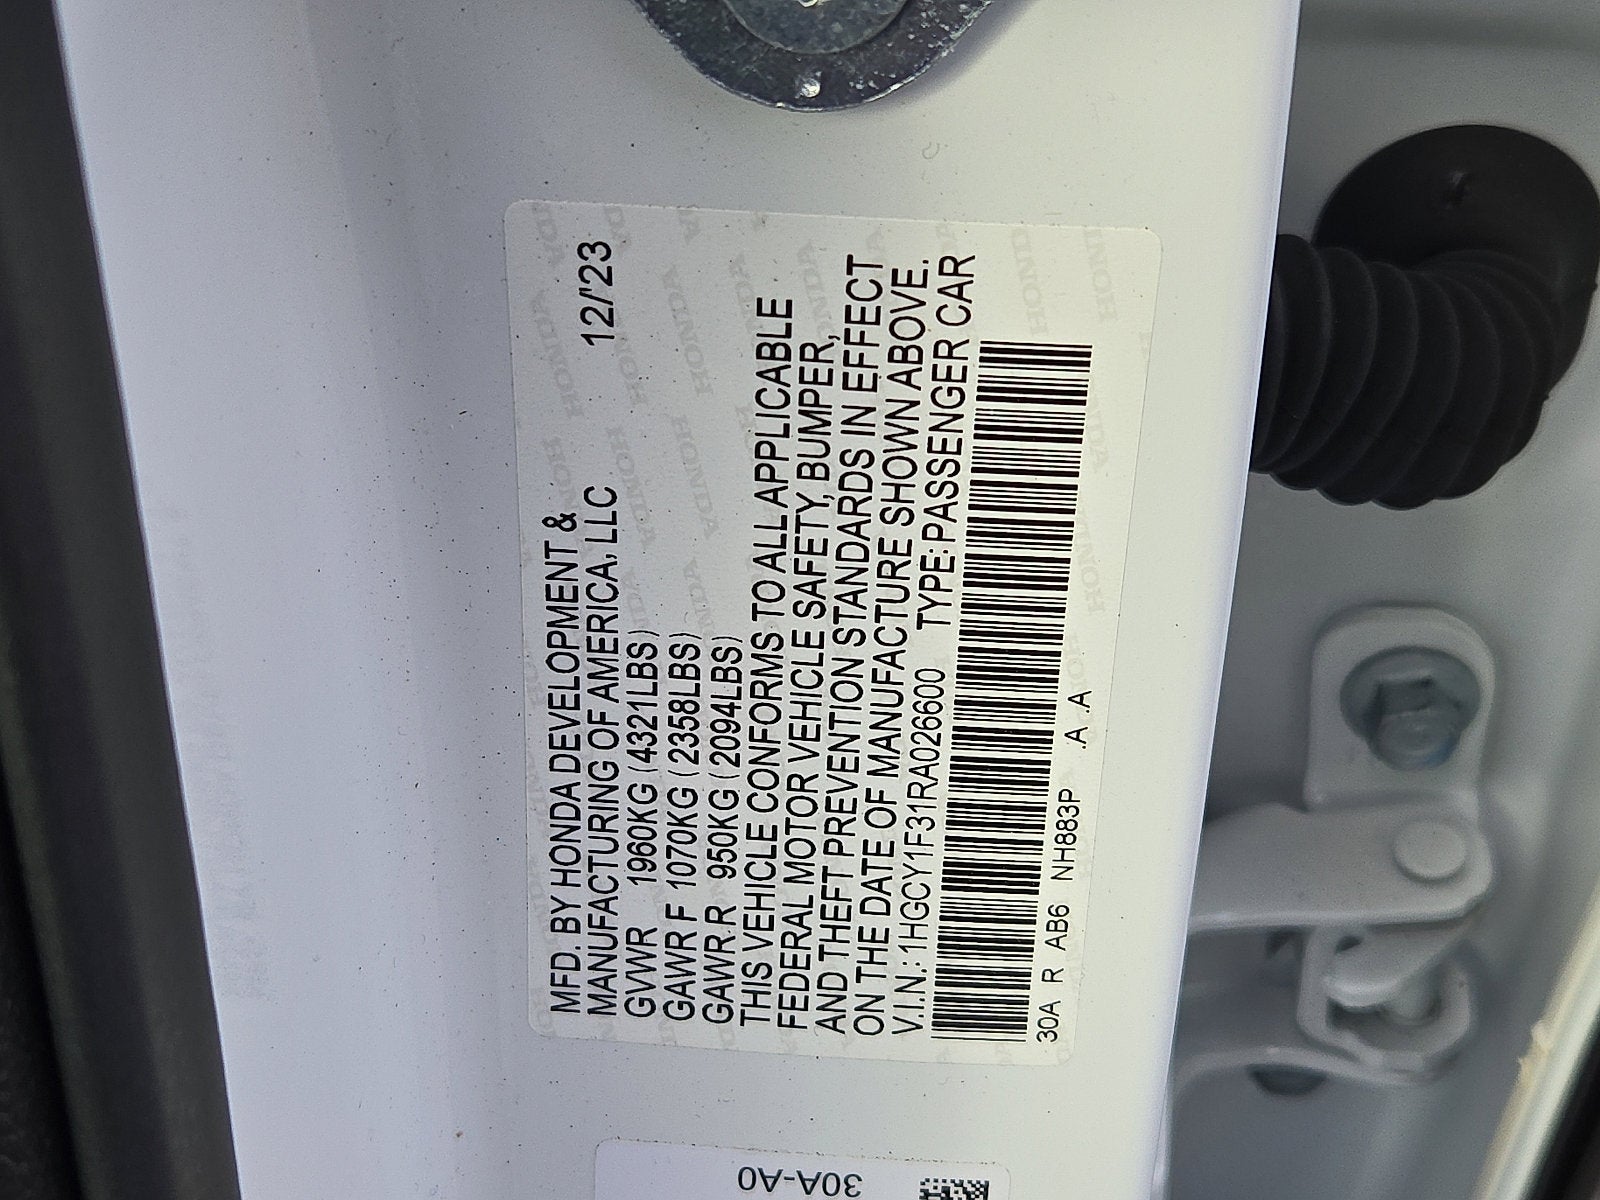 MFD. BY HONDA DEVELOPMENT &
MANUFACTURING OF AMERICA, LLC 12/'23
GVWR 1960KG (4321LBS)
GAWR F 1070KG (2358LBS)
GAWR R 950KG (2094LBS)
THIS VEHICLE CONFORMS TO ALL APPLICABLE
FEDERAL MOTOR VEHICLE SAFETY, BUMPER,
AND THEFT PREVENTION STANDARDS IN EFFECT
ON THE DATE OF MANUFACTURE SHOWN ABOVE.
V.I.N.: 1HGCY1F31RA026600 TYPE: PASSENGER CAR
30A R AB6 NH883P .A .A
30A-A0